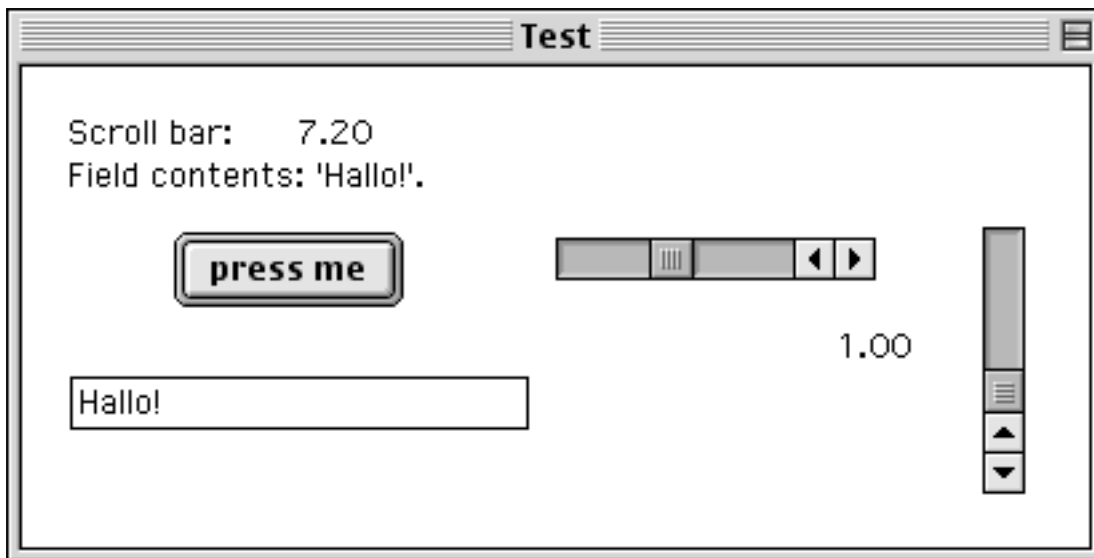 Test
Scroll bar: 7.20
Field contents: 'Hallo!'.
press me
1.00
Hallo!